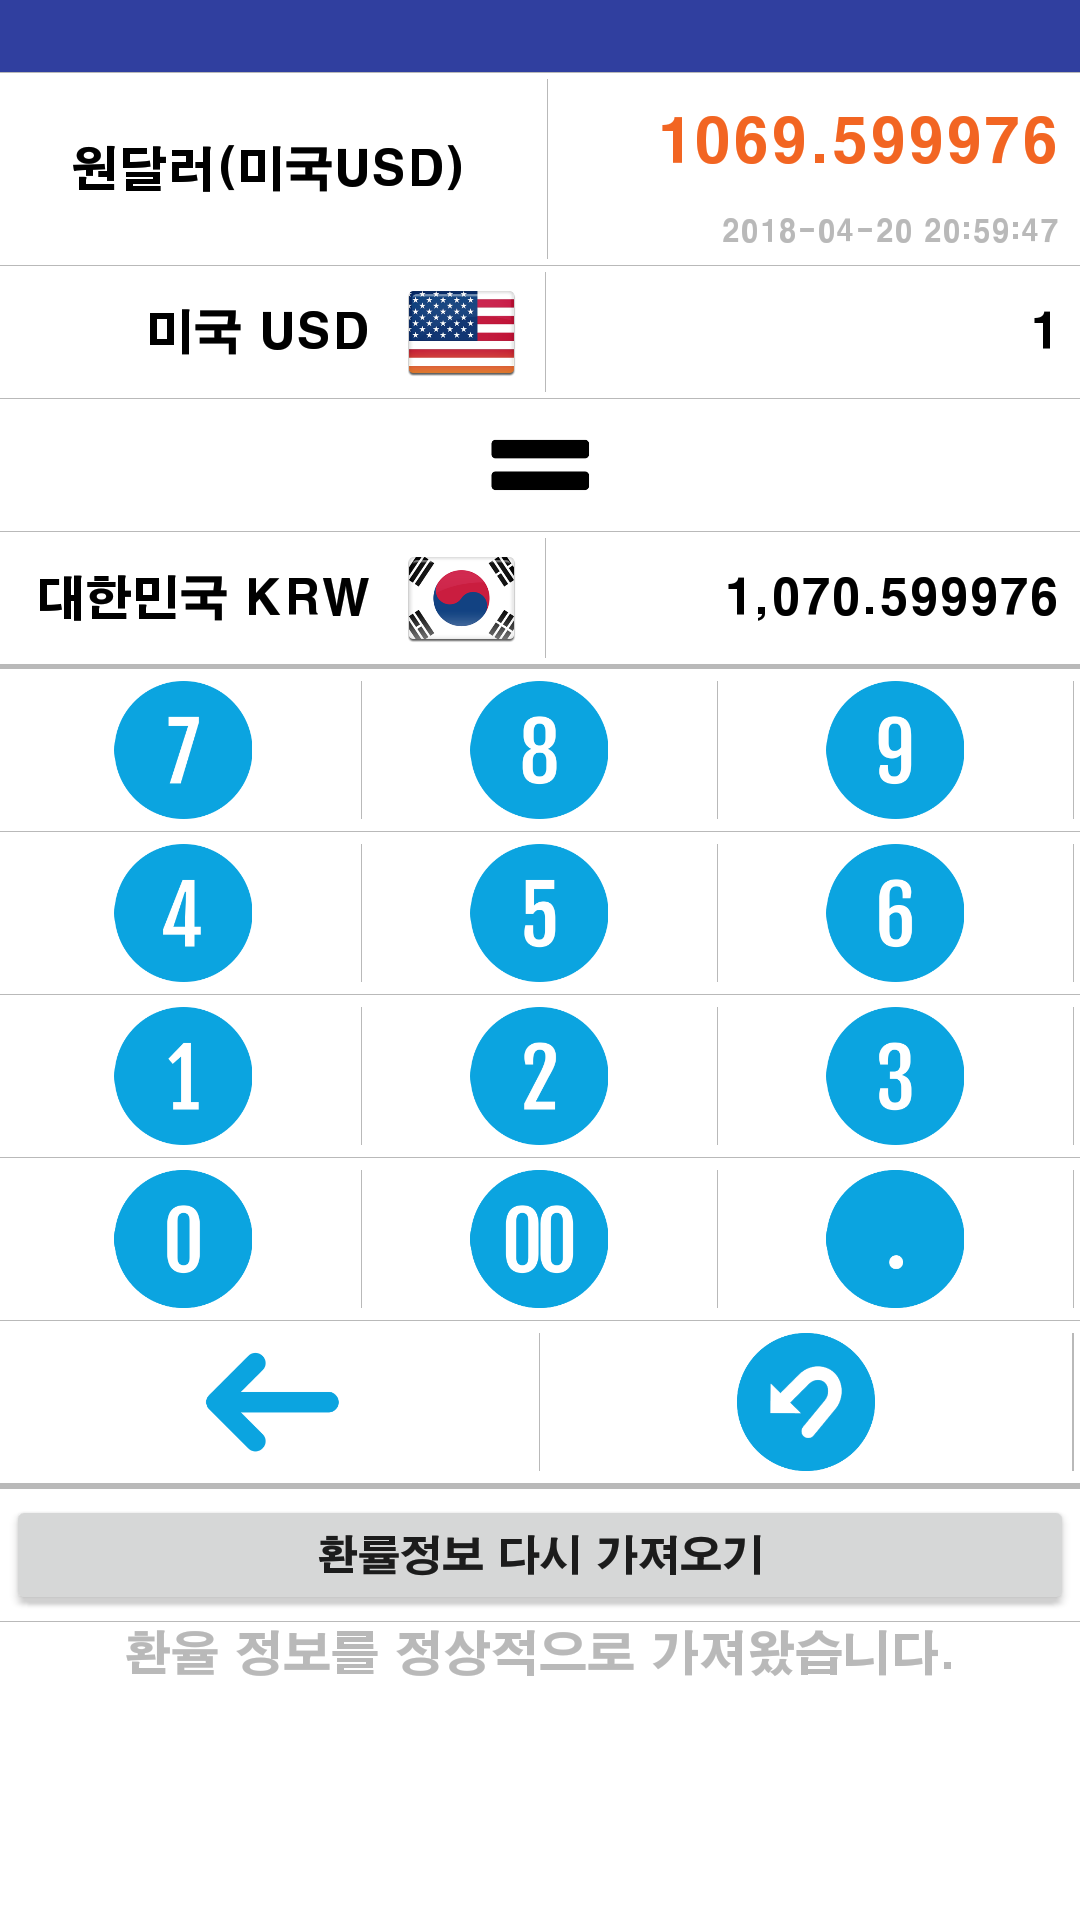 원달러(미국USD)
1069.599976
2018-04-20 20:59:47
미국 USD
1
=
대한민국 KRW
1,070.599976
7 8 9
4 5 6
1 2 3
0 00 .
환률정보 다시 가져오기
환율 정보를 정상적으로 가져왔습니다.